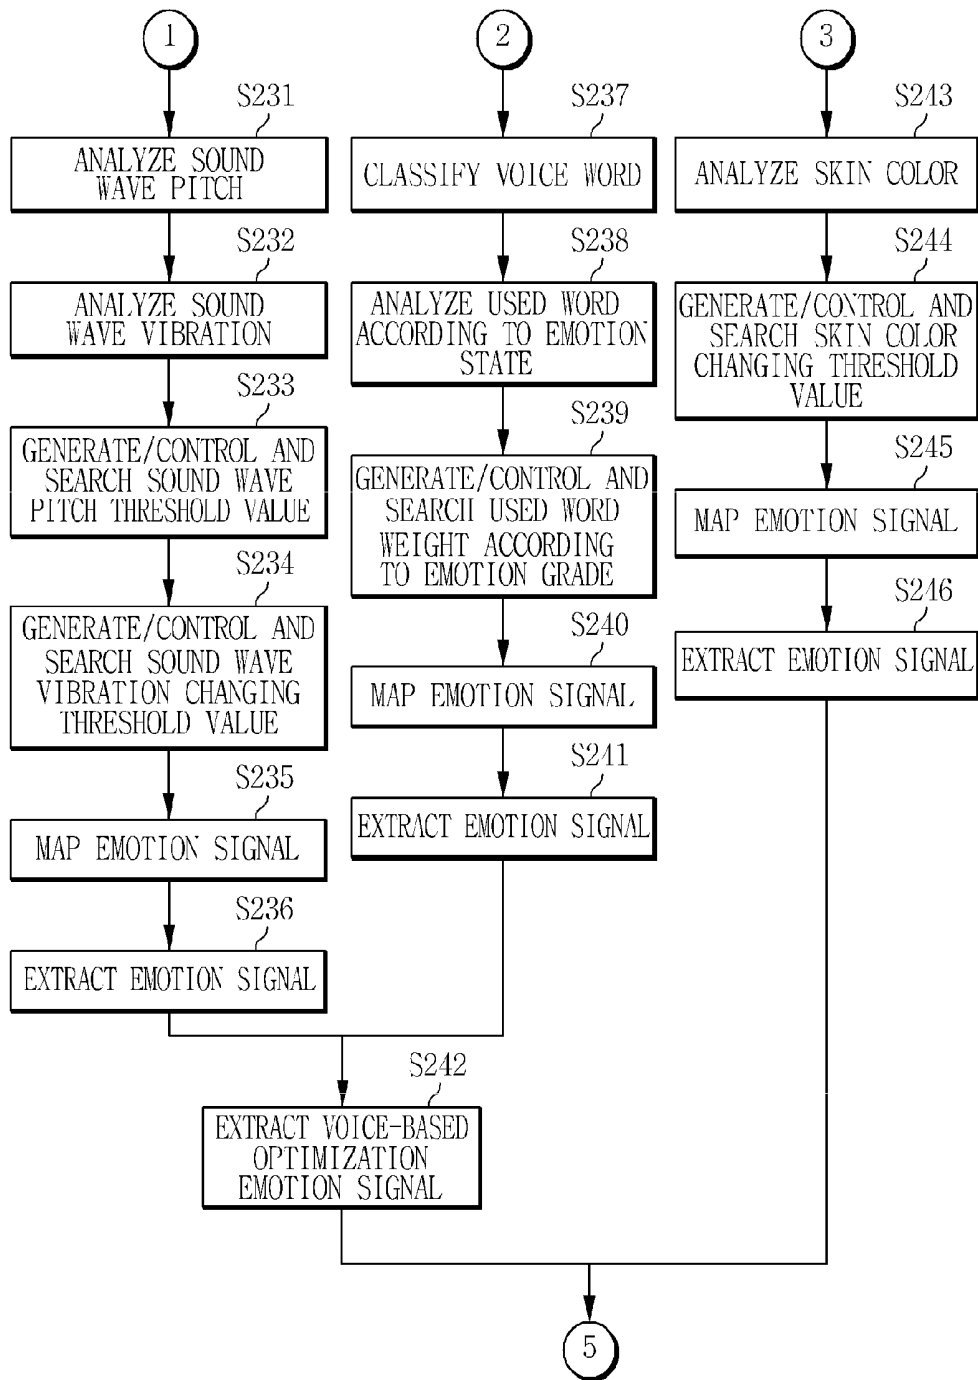 1
S231
ANALYZE SOUND
WAVE PITCH
S232
ANALYZE SOUND
WAVE VIBRATION
S233
GENERATE/CONTROL AND
SEARCH SOUND WAVE
PITCH THRESHOLD VALUE
S234
GENERATE/CONTROL AND
SEARCH SOUND WAVE
VIBRATION CHANGING
THRESHOLD VALUE
S235
MAP EMOTION SIGNAL
S236
EXTRACT EMOTION SIGNAL
2
S237
CLASSIFY VOICE WORD
S238
ANALYZE USED WORD
ACCORDING TO EMOTION
STATE
S239
GENERATE/CONTROL AND
SEARCH USED WORD
WEIGHT ACCORDING
TO EMOTION GRADE
S240
MAP EMOTION SIGNAL
S241
EXTRACT EMOTION SIGNAL
S242
EXTRACT VOICE-BASED
OPTIMIZATION
EMOTION SIGNAL
3
S243
ANALYZE SKIN COLOR
S244
GENERATE/CONTROL AND
SEARCH SKIN COLOR
CHANGING THRESHOLD
VALUE
S245
MAP EMOTION SIGNAL
S246
EXTRACT EMOTION SIGNAL
5